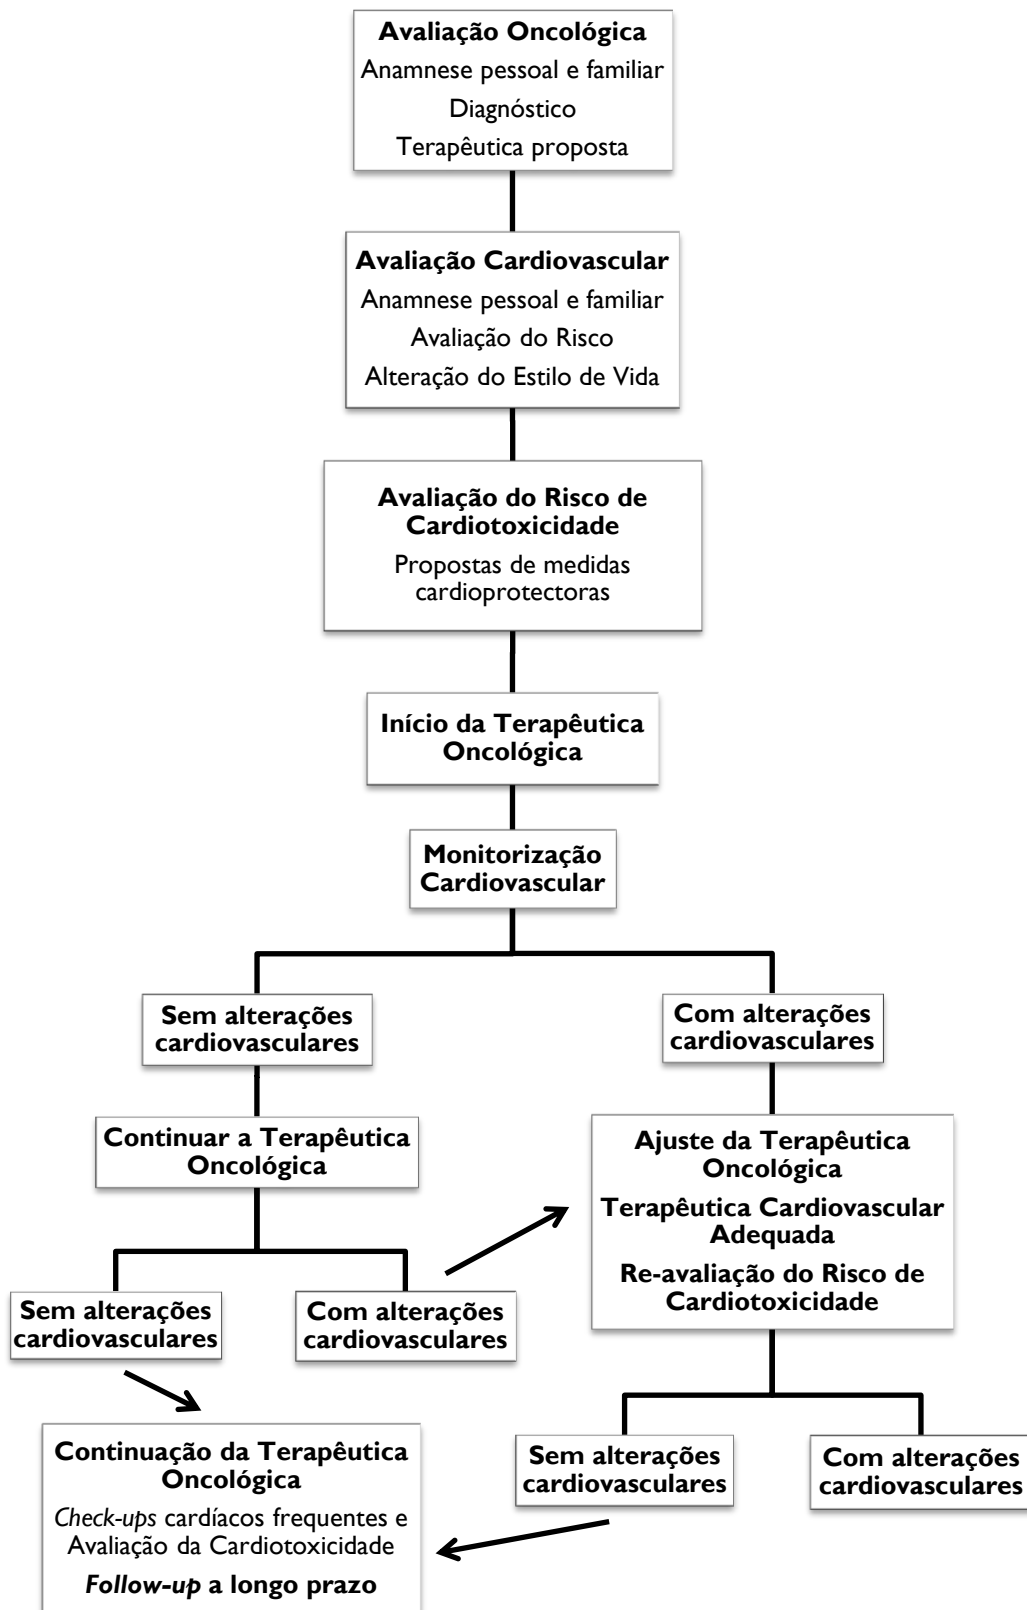 Avaliação Oncológica
Anamnese pessoal e familiar
Diagnóstico
Terapêutica proposta
Avaliação Cardiovascular
Anamnese pessoal e familiar
Avaliação do Risco
Alteração do Estilo de Vida
Avaliação do Risco de
Cardiotoxicidade
Propostas de medidas
cardioprotectoras
Início da Terapêutica
Oncológica
Monitorização
Cardiovascular
Sem alterações
cardiovasculares
Com alterações
cardiovasculares
Continuar a Terapêutica
Oncológica
Ajuste da Terapêutica
Oncológica
Terapêutica Cardiovascular
Adequada
Re-avaliação do Risco de
Cardiotoxicidade
Sem alterações
cardiovasculares
Com alterações
cardiovasculares
Continuação da Terapêutica
Oncológica
Check-ups cardíacos frequentes e
Avaliação da Cardiotoxicidade
Follow-up a longo prazo
Sem alterações
cardiovasculares
Com alterações
cardiovasculares